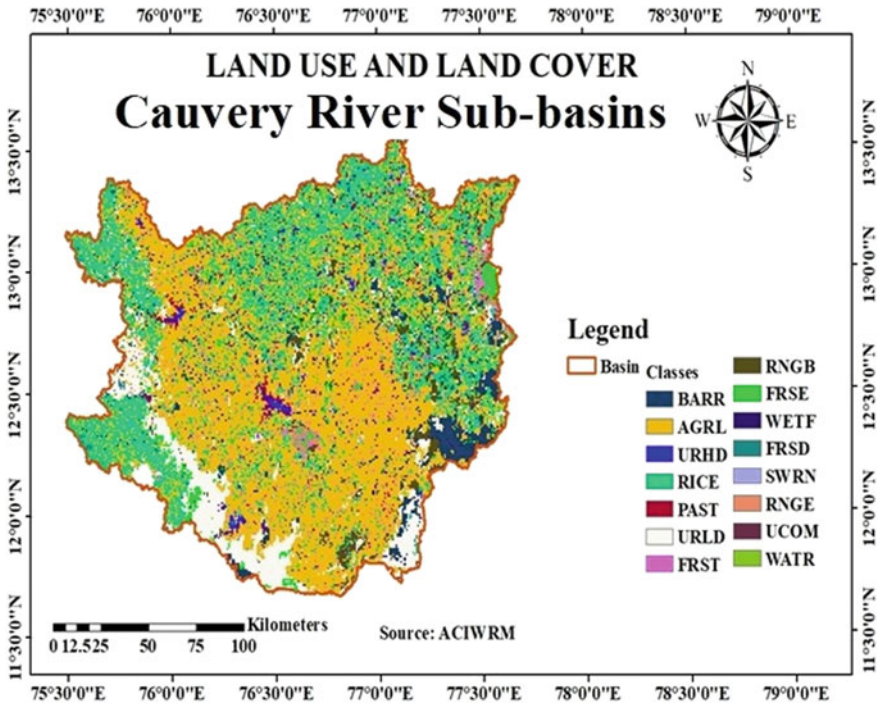 75°30'0"E 76°0'0"E 76°30'0"E 77°0'0"E 77°30'0"E 78°0'0"E 78°30'0"E 79°0'0"E
LAND USE AND LAND COVER
Cauvery River Sub-basins
N
W E
S
13°30'0"N 13°30'0"N
13°0'0"N 13°0'0"N
12°30'0"N 12°30'0"N
12°0'0"N 12°0'0"N
11°30'0"N 11°30'0"N
Legend
Basin
Classes
BARR
AGRL
URHD
RICE
PAST
URLD
FRST
RNGB
FRSE
WETF
FRSD
SWRN
RNGE
UCOM
WATR
Kilometers
0 12.525 50 75 100
Source: ACIWRM
75°30'0"E 76°0'0"E 76°30'0"E 77°0'0"E 77°30'0"E 78°0'0"E 78°30'0"E 79°0'0"E